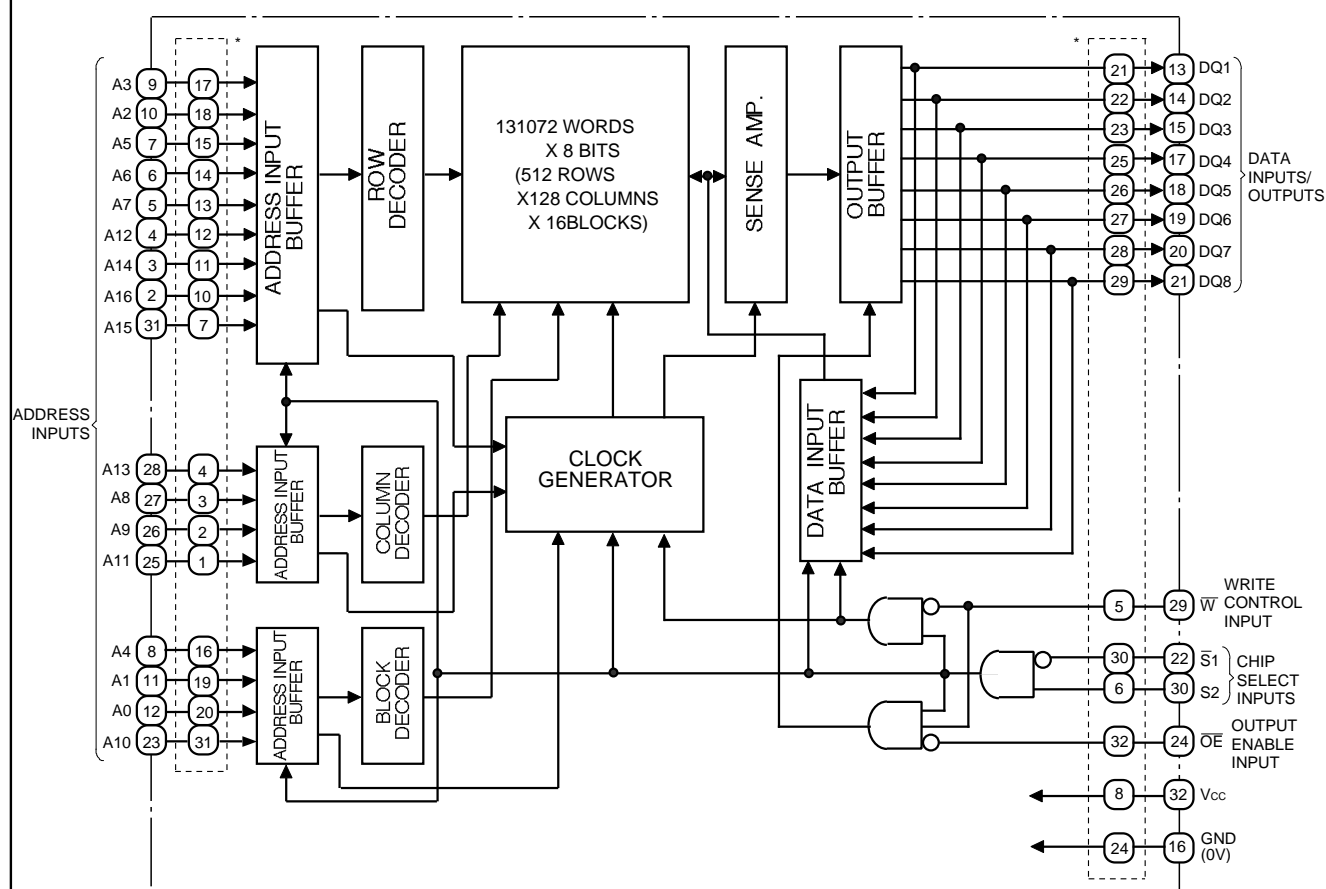 *
*
A3 9 17
A2 10 18
A5 7 15
A6 6 14
A7 5 13
A12 4 12
A14 3 11
A16 2 10
A15 31 7
ADDRESS
INPUTS
A13 28 4
A8 27 3
A9 26 2
A11 25 1
A4 8 16
A1 11 19
A0 12 20
A10 23 31
ADDRESS INPUT
BUFFER
ROW
DECODER
131072 WORDS
X 8 BITS
(512 ROWS
X128 COLUMNS
X 16BLOCKS)
SENSE AMP.
OUTPUT
BUFFER
ADDRESS INPUT
BUFFER
COLUMN
DECODER
CLOCK
GENERATOR
DATA INPUT
BUFFER
ADDRESS INPUT
BUFFER
BLOCK
DECODER
21 13 DQ1
22 14 DQ2
23 15 DQ3
25 17 DQ4
26 18 DQ5
27 19 DQ6
28 20 DQ7
29 21 DQ8
DATA
INPUTS/
OUTPUTS
5 29 W̅
WRITE
CONTROL
INPUT
30 22 S̅1
6 30 S2
CHIP
SELECT
INPUTS
32 24 O̅E̅
OUTPUT
ENABLE
INPUT
8 32 Vcc
24 16 GND
(0V)